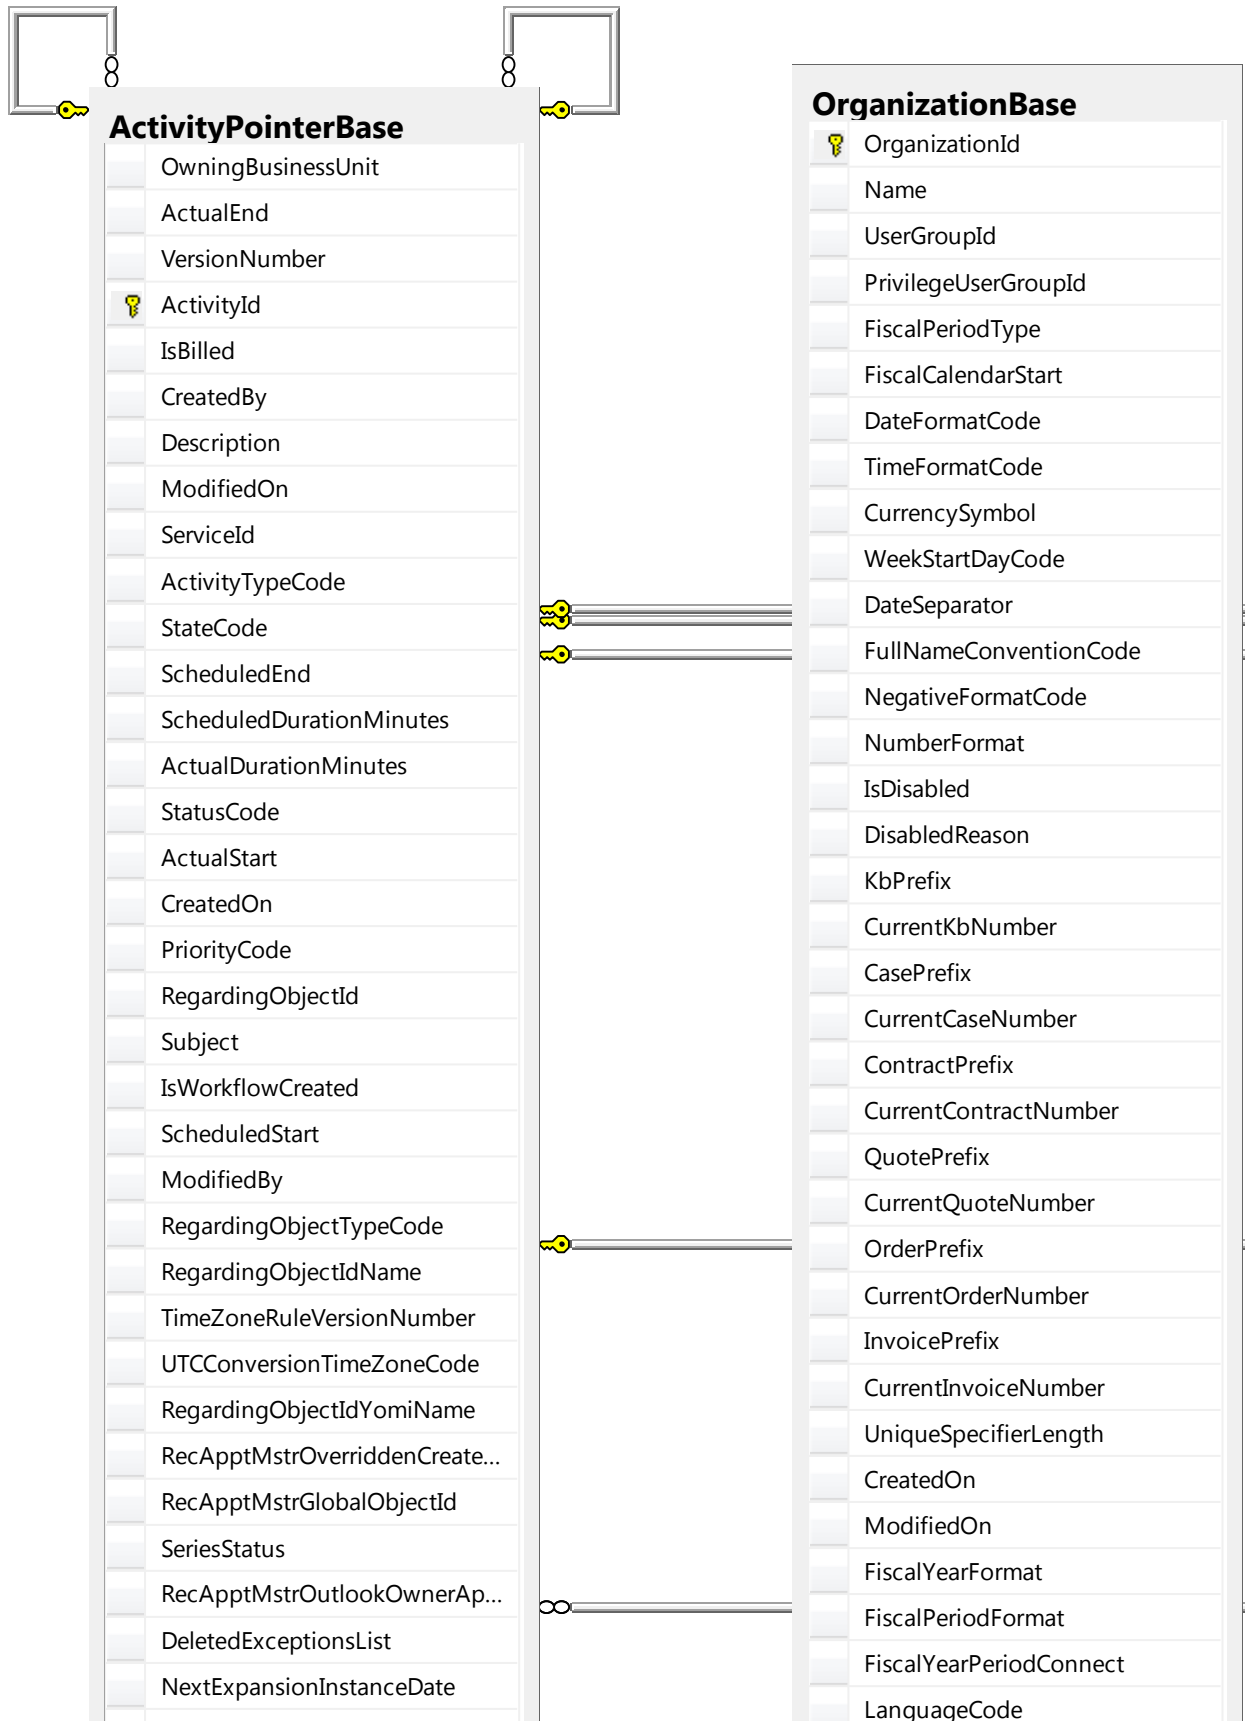 ActivityPointerBase
OwningBusinessUnit
ActualEnd
VersionNumber
ActivityId
IsBilled
CreatedBy
Description
ModifiedOn
ServiceId
ActivityTypeCode
StateCode
ScheduledEnd
ScheduledDurationMinutes
ActualDurationMinutes
StatusCode
ActualStart
CreatedOn
PriorityCode
RegardingObjectId
Subject
IsWorkflowCreated
ScheduledStart
ModifiedBy
RegardingObjectTypeCode
RegardingObjectIdName
TimeZoneRuleVersionNumber
UTCConversionTimeZoneCode
RegardingObjectIdYomiName
RecApptMstrOverriddenCreate...
RecApptMstrGlobalObjectId
SeriesStatus
RecApptMstrOutlookOwnerAp...
DeletedExceptionsList
NextExpansionInstanceDate
OrganizationBase
OrganizationId
Name
UserGroupId
PrivilegeUserGroupId
FiscalPeriodType
FiscalCalendarStart
DateFormatCode
TimeFormatCode
CurrencySymbol
WeekStartDayCode
DateSeparator
FullNameConventionCode
NegativeFormatCode
NumberFormat
IsDisabled
DisabledReason
KbPrefix
CurrentKbNumber
CasePrefix
CurrentCaseNumber
ContractPrefix
CurrentContractNumber
QuotePrefix
CurrentQuoteNumber
OrderPrefix
CurrentOrderNumber
InvoicePrefix
CurrentInvoiceNumber
UniqueSpecifierLength
CreatedOn
ModifiedOn
FiscalYearFormat
FiscalPeriodFormat
FiscalYearPeriodConnect
LanguageCode